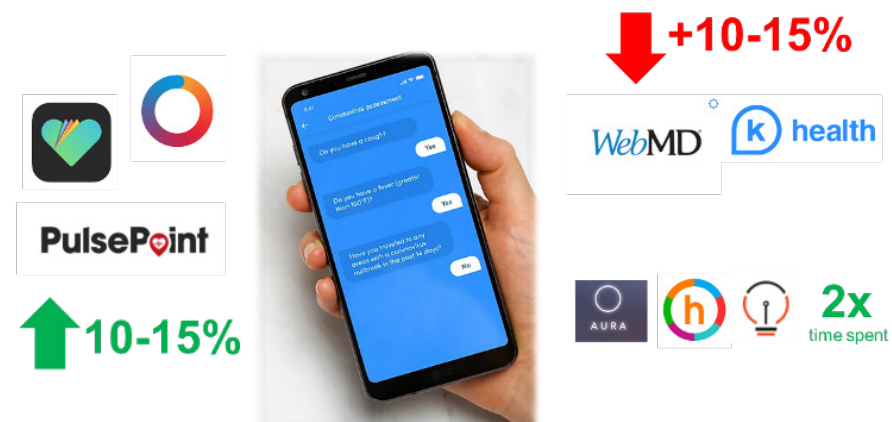 PulsePoint
10-15%
Coronavirus assessment
Do you have a cough?
Yes
Do you have a fever (greater
than 100°F)?
Yes
Have you traveled to any
areas with a coronavirus
outbreak in the past 14 days?
No
LG
+10-15%
WebMD
k health
AURA
h
2x
time spent